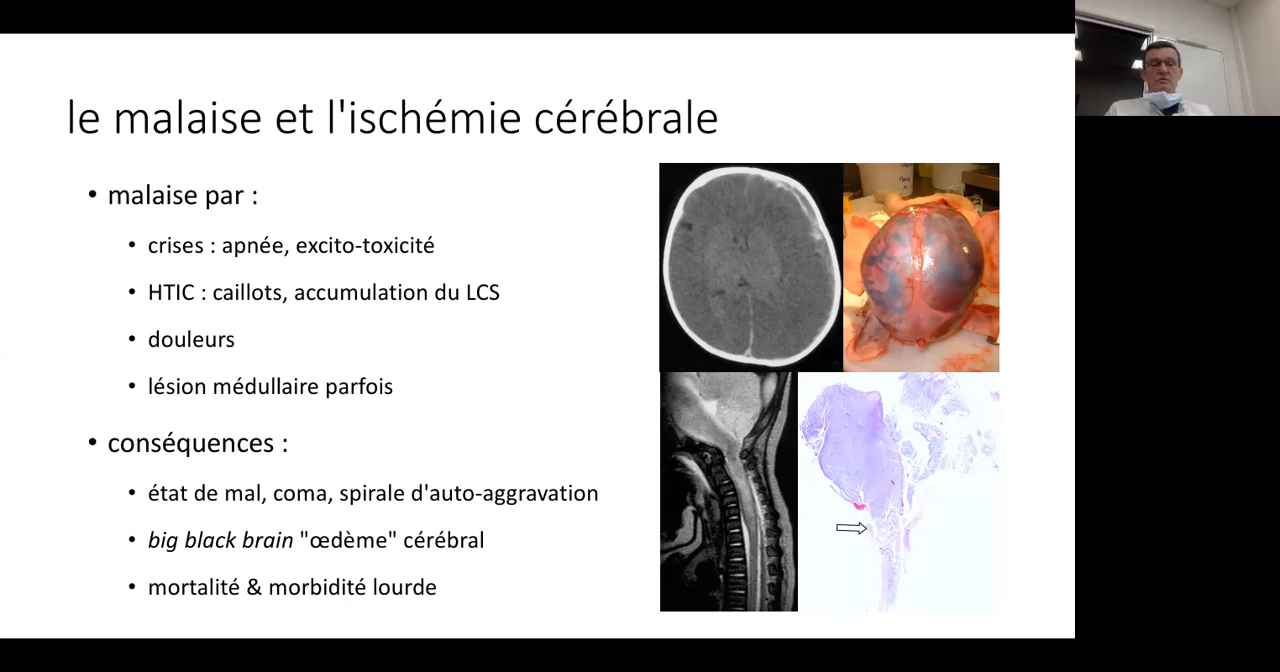 le malaise et l'ischémie cérébrale
• malaise par :
• crises : apnée, excito-toxicité
• HTIC : caillots, accumulation du LCS
• douleurs
• lésion médullaire parfois
• conséquences :
• état de mal, coma, spirale d'auto-aggravation
• big black brain "œdème" cérébral
• mortalité & morbidité lourde